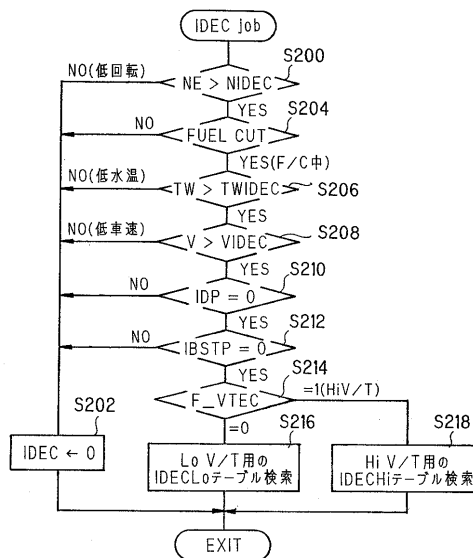 IDEC job
S200
NO(低回転)
NE > NIDEC
YES
S204
NO
FUEL CUT
YES(F/C中)
NO(低水温)
TW > TWIDEC
S206
YES
NO(低車速)
V > VIDEC
S208
YES
S210
NO
IDP = 0
YES
S212
NO
IBSTP = 0
YES
S214
F_VTEC
=1(HiV/T)
=0
S202
S216
S218
IDEC ← 0
Lo V/T用の
IDECLoテーブル検索
Hi V/T用の
IDECHiテーブル検索
EXIT